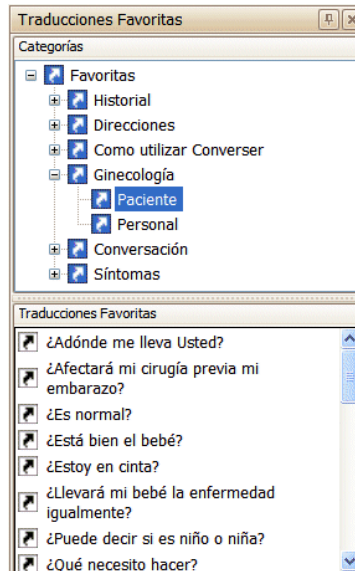 Traducciones Favoritas
Categorías
Favoritas
Historial
Direcciones
Como utilizar Converser
Ginecología
Paciente
Personal
Conversación
Síntomas
Traducciones Favoritas
¿Adónde me lleva Usted?
¿Afectará mi cirugía previa mi
embarazo?
¿Es normal?
¿Está bien el bebé?
¿Estoy en cinta?
¿Llevará mi bebé la enfermedad
igualmente?
¿Puede decir si es niño o niña?
¿Qué necesito hacer?